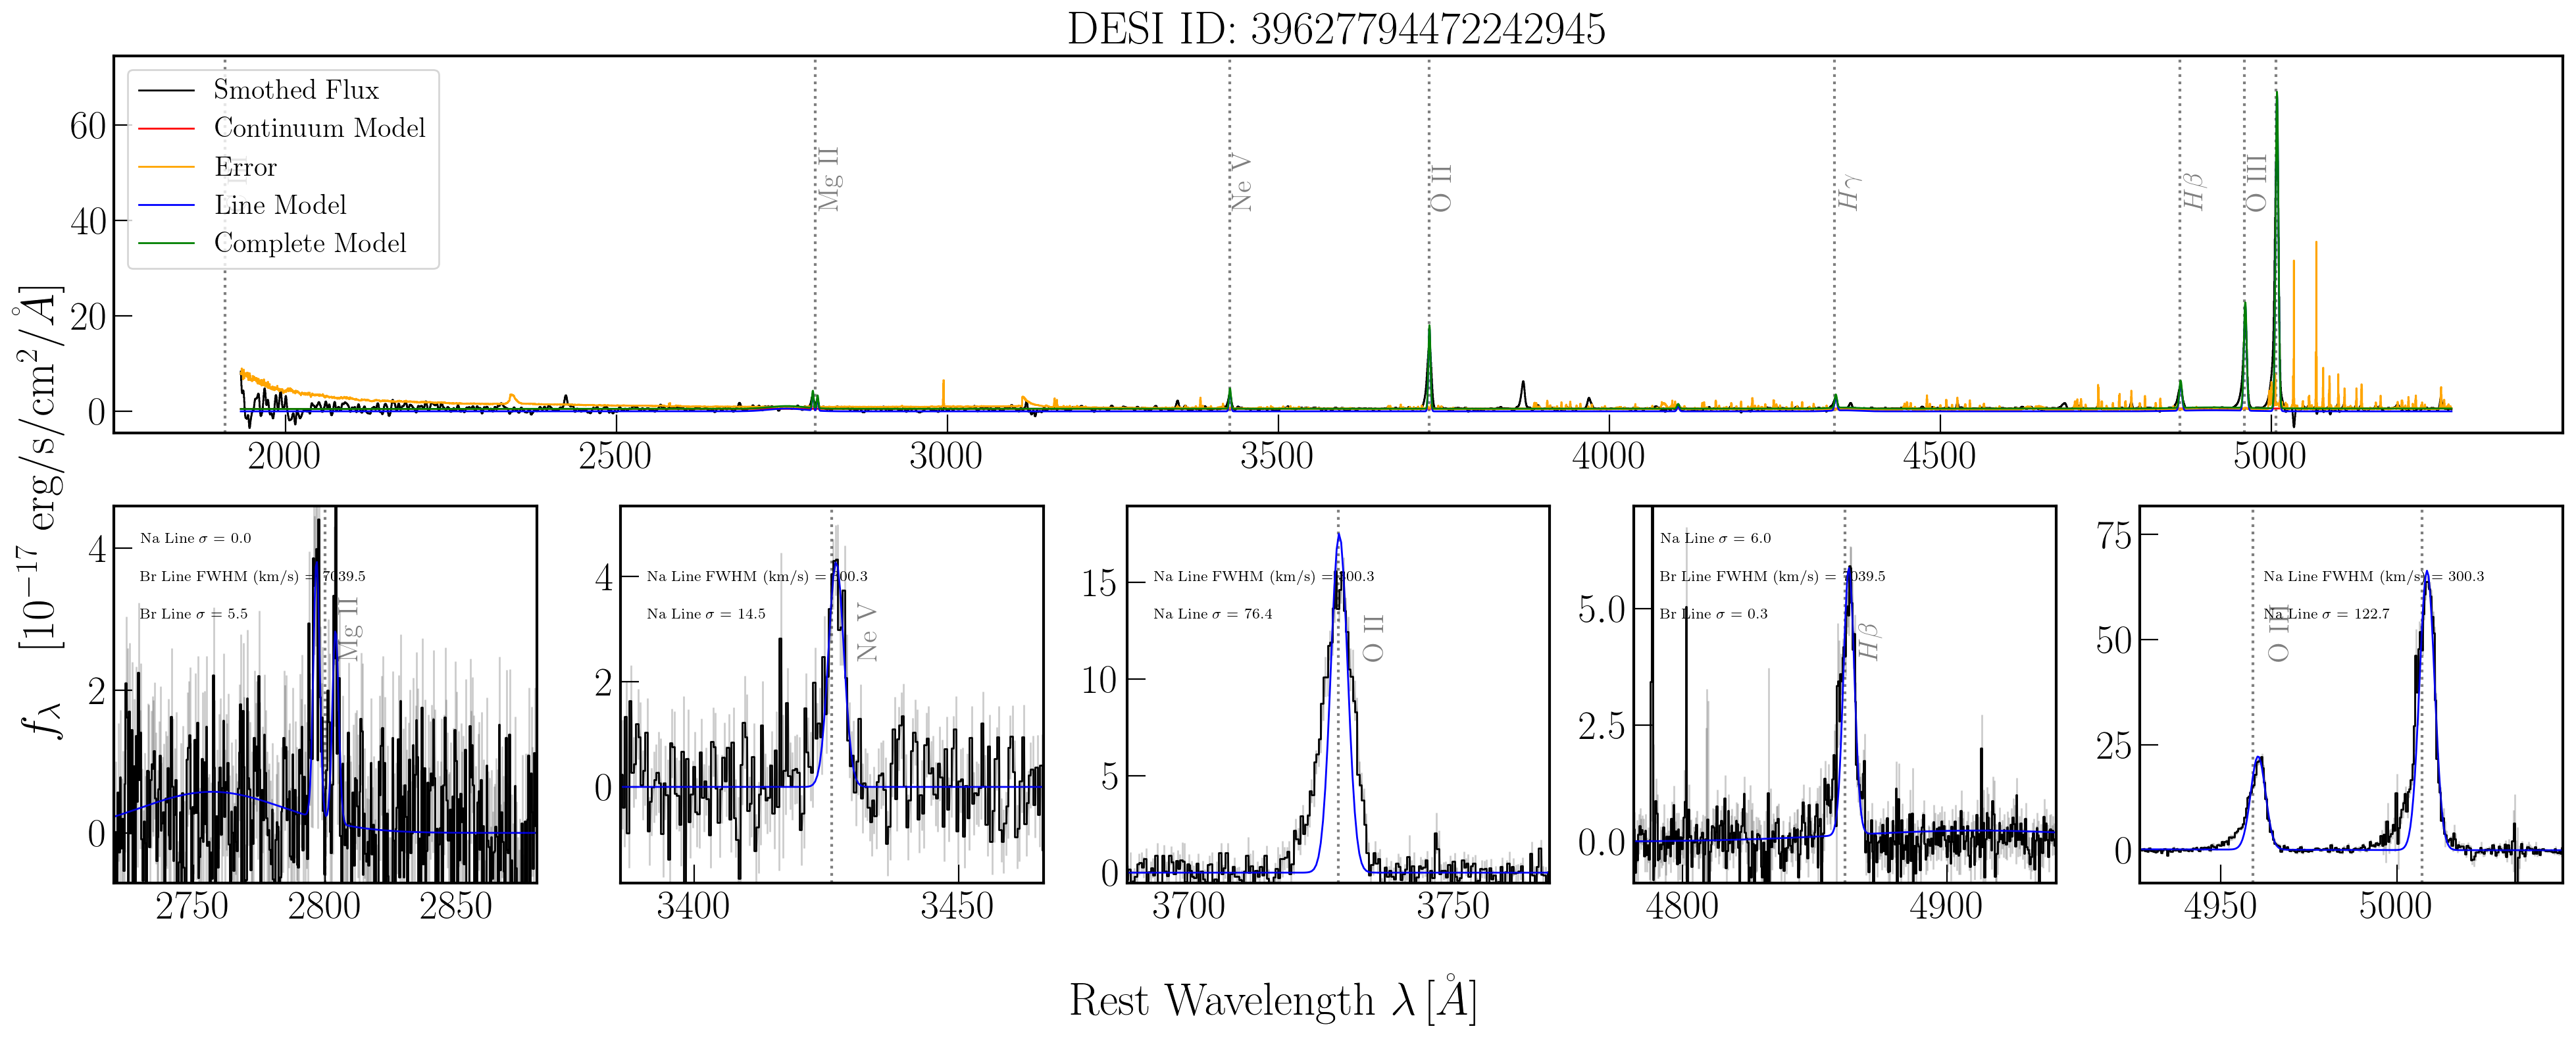 DESI ID: 39627794472242945
Smothed Flux
Continuum Model
Error
Line Model
Complete Model
Mg II
Ne V
O II
Hγ
Hβ
O III
60
40
20
0
2000
2500
3000
3500
4000
4500
5000
fλ [10⁻¹⁷ erg/s/cm²/Å]
Na Line σ = 0.0
Br Line FWHM (km/s) = 7039.5
Br Line σ = 5.5
Mg II
4
2
0
2750
2800
2850
Na Line FWHM (km/s) = 300.3
Na Line σ = 14.5
Ne V
4
2
0
3400
3450
Na Line FWHM (km/s) = 300.3
Na Line σ = 76.4
O II
15
10
5
0
3700
3750
Na Line σ = 6.0
Br Line FWHM (km/s) = 7039.5
Br Line σ = 0.3
Hβ
5.0
2.5
0.0
4800
4900
Na Line FWHM (km/s) = 300.3
Na Line σ = 122.7
O III
75
50
25
0
4950
5000
Rest Wavelength λ [Å]